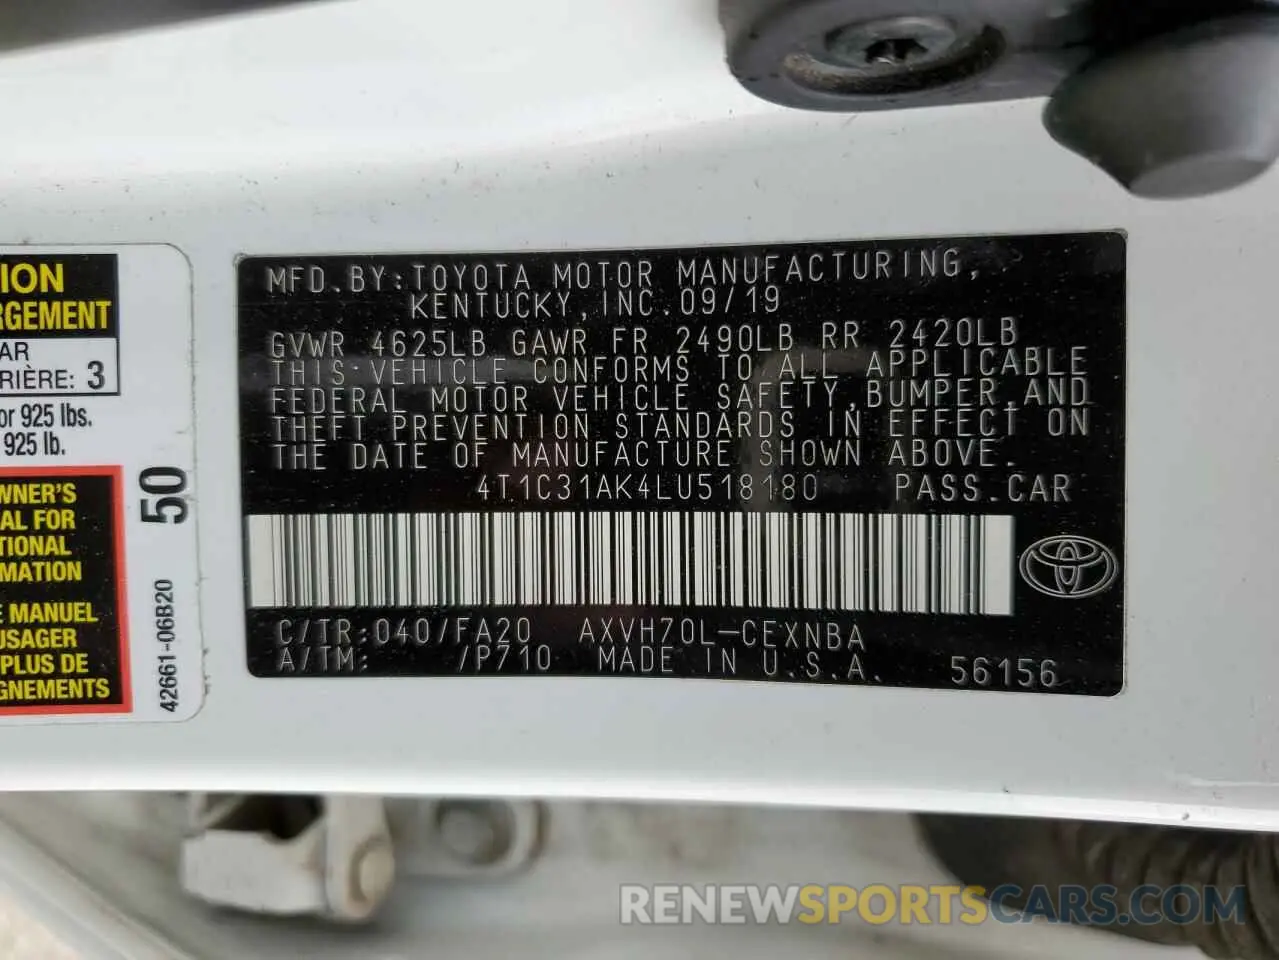 ION
RGEMENT
AR
RIÈRE: 3
or 925 lbs.
925 lb.
WNER'S
AL FOR
TIONAL
MATION
E MANUEL
USAGER
PLUS DE
GNEMENTS
50
42661-06B20
MFD.BY:TOYOTA MOTOR MANUFACTURING,
KENTUCKY,INC.09/19
GVWR 4625LB GAWR FR 2490LB RR 2420LB
THIS VEHICLE CONFORMS TO ALL APPLICABLE
FEDERAL MOTOR VEHICLE SAFETY,BUMPER,AND
THEFT PREVENTION STANDARDS IN EFFECT ON
THE DATE OF MANUFACTURE SHOWN ABOVE.
4T1C31AK4LU518180 PASS.CAR
C/TR:040/FA20 AXVH70L-CEXNBA
A/TM: /P710 MADE IN U.S.A. 56156
RENEWSPORTSCARS.COM